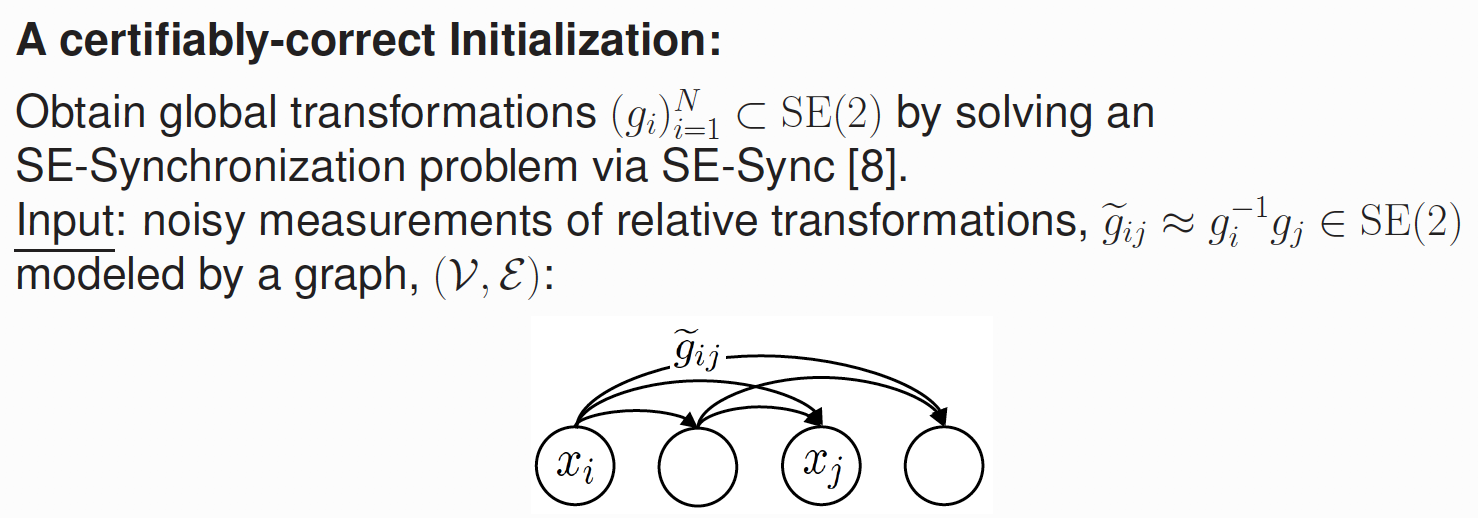 A certifiably-correct Initialization:
Obtain global transformations $(g_i)_{i=1}^N \subset \mathrm{SE}(2)$ by solving an
SE-Synchronization problem via SE-Sync [8].
Input: noisy measurements of relative transformations, $\widetilde{g}_{ij} \approx g_i^{-1} g_j \in \mathrm{SE}(2)$
modeled by a graph, $(\mathcal{V}, \mathcal{E})$:
$\widetilde{g}_{ij}$
$x_i$ $x_j$